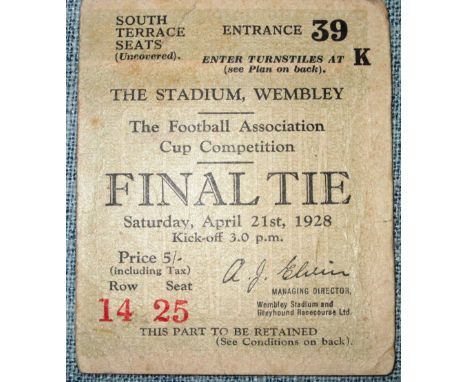 SOUTH
TERRACE
SEATS
(Uncovered).
ENTRANCE 39
ENTER TURNSTILES AT K
(see Plan on back).
THE STADIUM, WEMBLEY
The Football Association
Cup Competition
FINAL TIE
Saturday, April 21st, 1928
Kick-off 3.0 p.m.
Price 5/-
(including Tax)
Row Seat
14 25
A. J. Elvin
MANAGING DIRECTOR,
Wembley Stadium and
Greyhound Racecourse Ltd.
THIS PART TO BE RETAINED
(See Conditions on back).